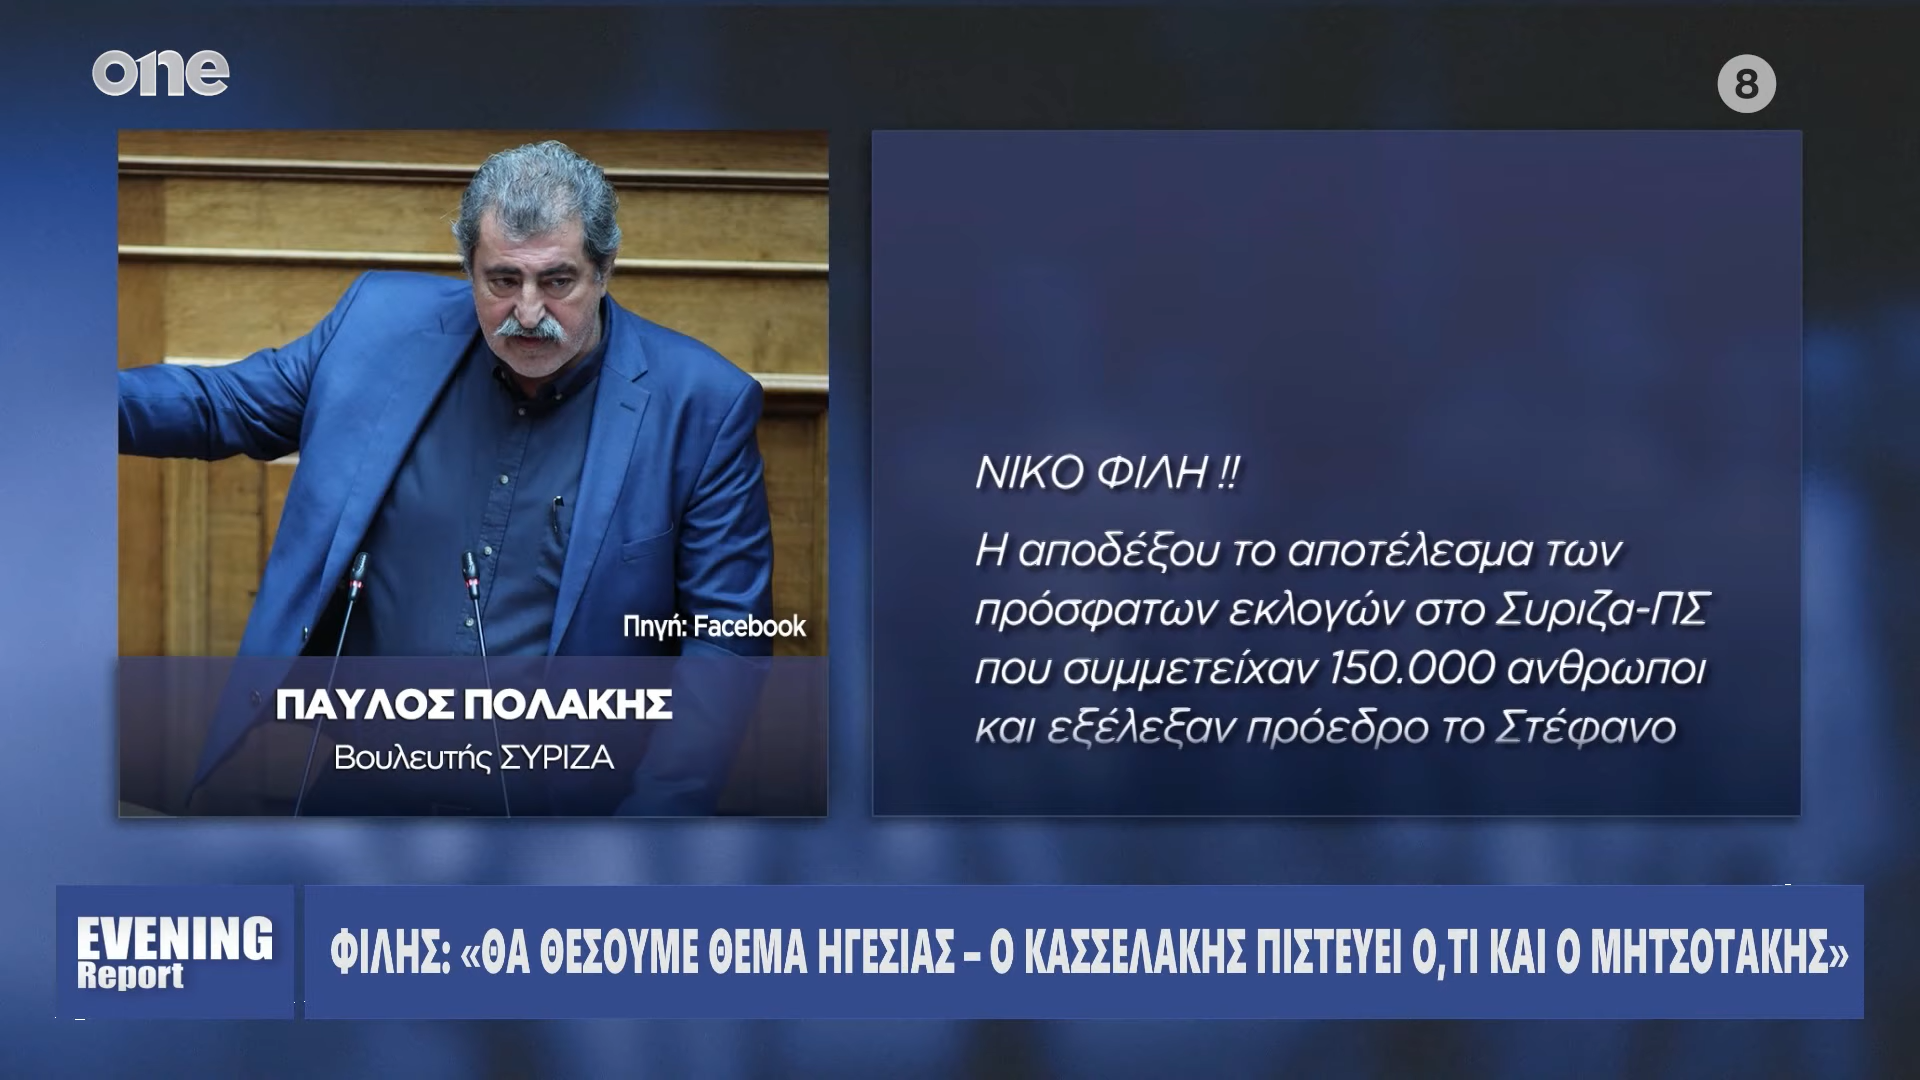 one
8
Πηγή: Facebook
ΠΑΥΛΟΣ ΠΟΛΑΚΗΣ
Βουλευτής ΣΥΡΙΖΑ
ΝΙΚΟ ΦΙΛΗ !!
Η αποδέξου το αποτέλεσμα των
πρόσφατων εκλογών στο Συριζα-ΠΣ
που συμμετείχαν 150.000 ανθρωποι
και εξέλεξαν πρόεδρο το Στέφανο
EVENING
Report
ΦΙΛΗΣ: «ΘΑ ΘΕΣΟΥΜΕ ΘΕΜΑ ΗΓΕΣΙΑΣ – Ο ΚΑΣΣΕΛΑΚΗΣ ΠΙΣΤΕΥΕΙ Ο,ΤΙ ΚΑΙ Ο ΜΗΤΣΟΤΑΚΗΣ»